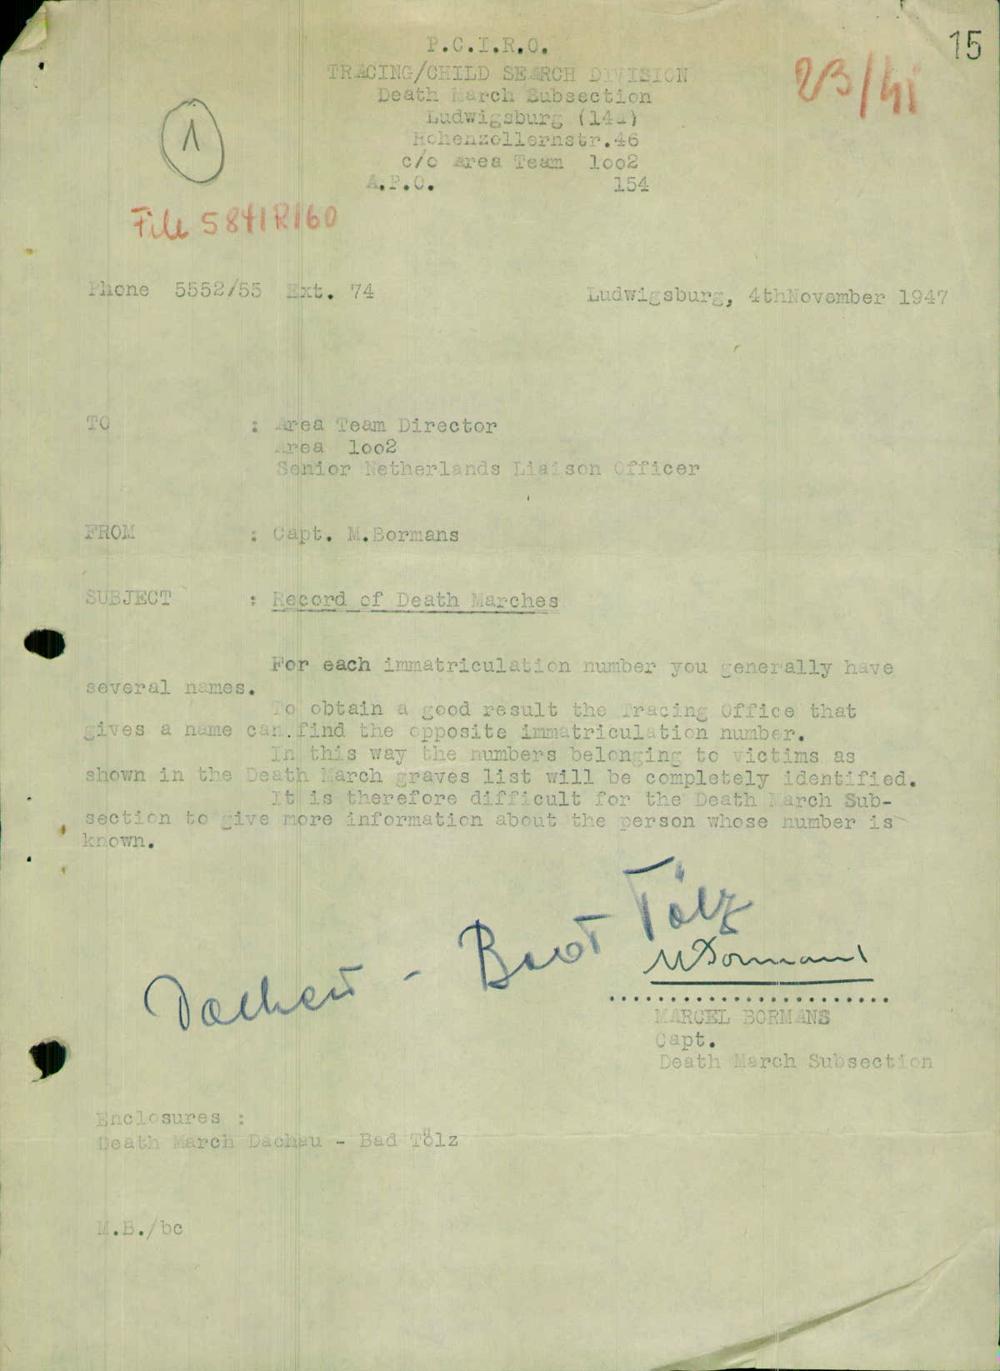 15
P.C.I.R.O.
TRACING/CHILD SEARCH DIVISION
23/41
Death March Subsection
Ludwigsburg (14a)
1
Hohenzollernstr.46
c/o Area Team 1oo2
A.P.O. 154
File 5841R160
Phone 5552/55 Ext. 74
Ludwigsburg, 4thNovember 1947
TO : Area Team Director
Area 1oo2
Senior Netherlands Liaison Officer
FROM : Capt. M.Bormans
SUBJECT : Record of Death Marches
For each immatriculation number you generally have
several names.
To obtain a good result the Tracing Office that
gives a name can.find the opposite immatriculation number.
In this way the numbers belonging to victims as
shown in the Death March graves list will be completely identified.
It is therefore difficult for the Death March Sub-
section to give more information about the person whose number is
known.
Dachau - Bad Tölz
MBormans
MARCEL BORMANS
Capt.
Death March Subsection
Enclosures :
Death March Dachau - Bad Tölz
M.B./bc